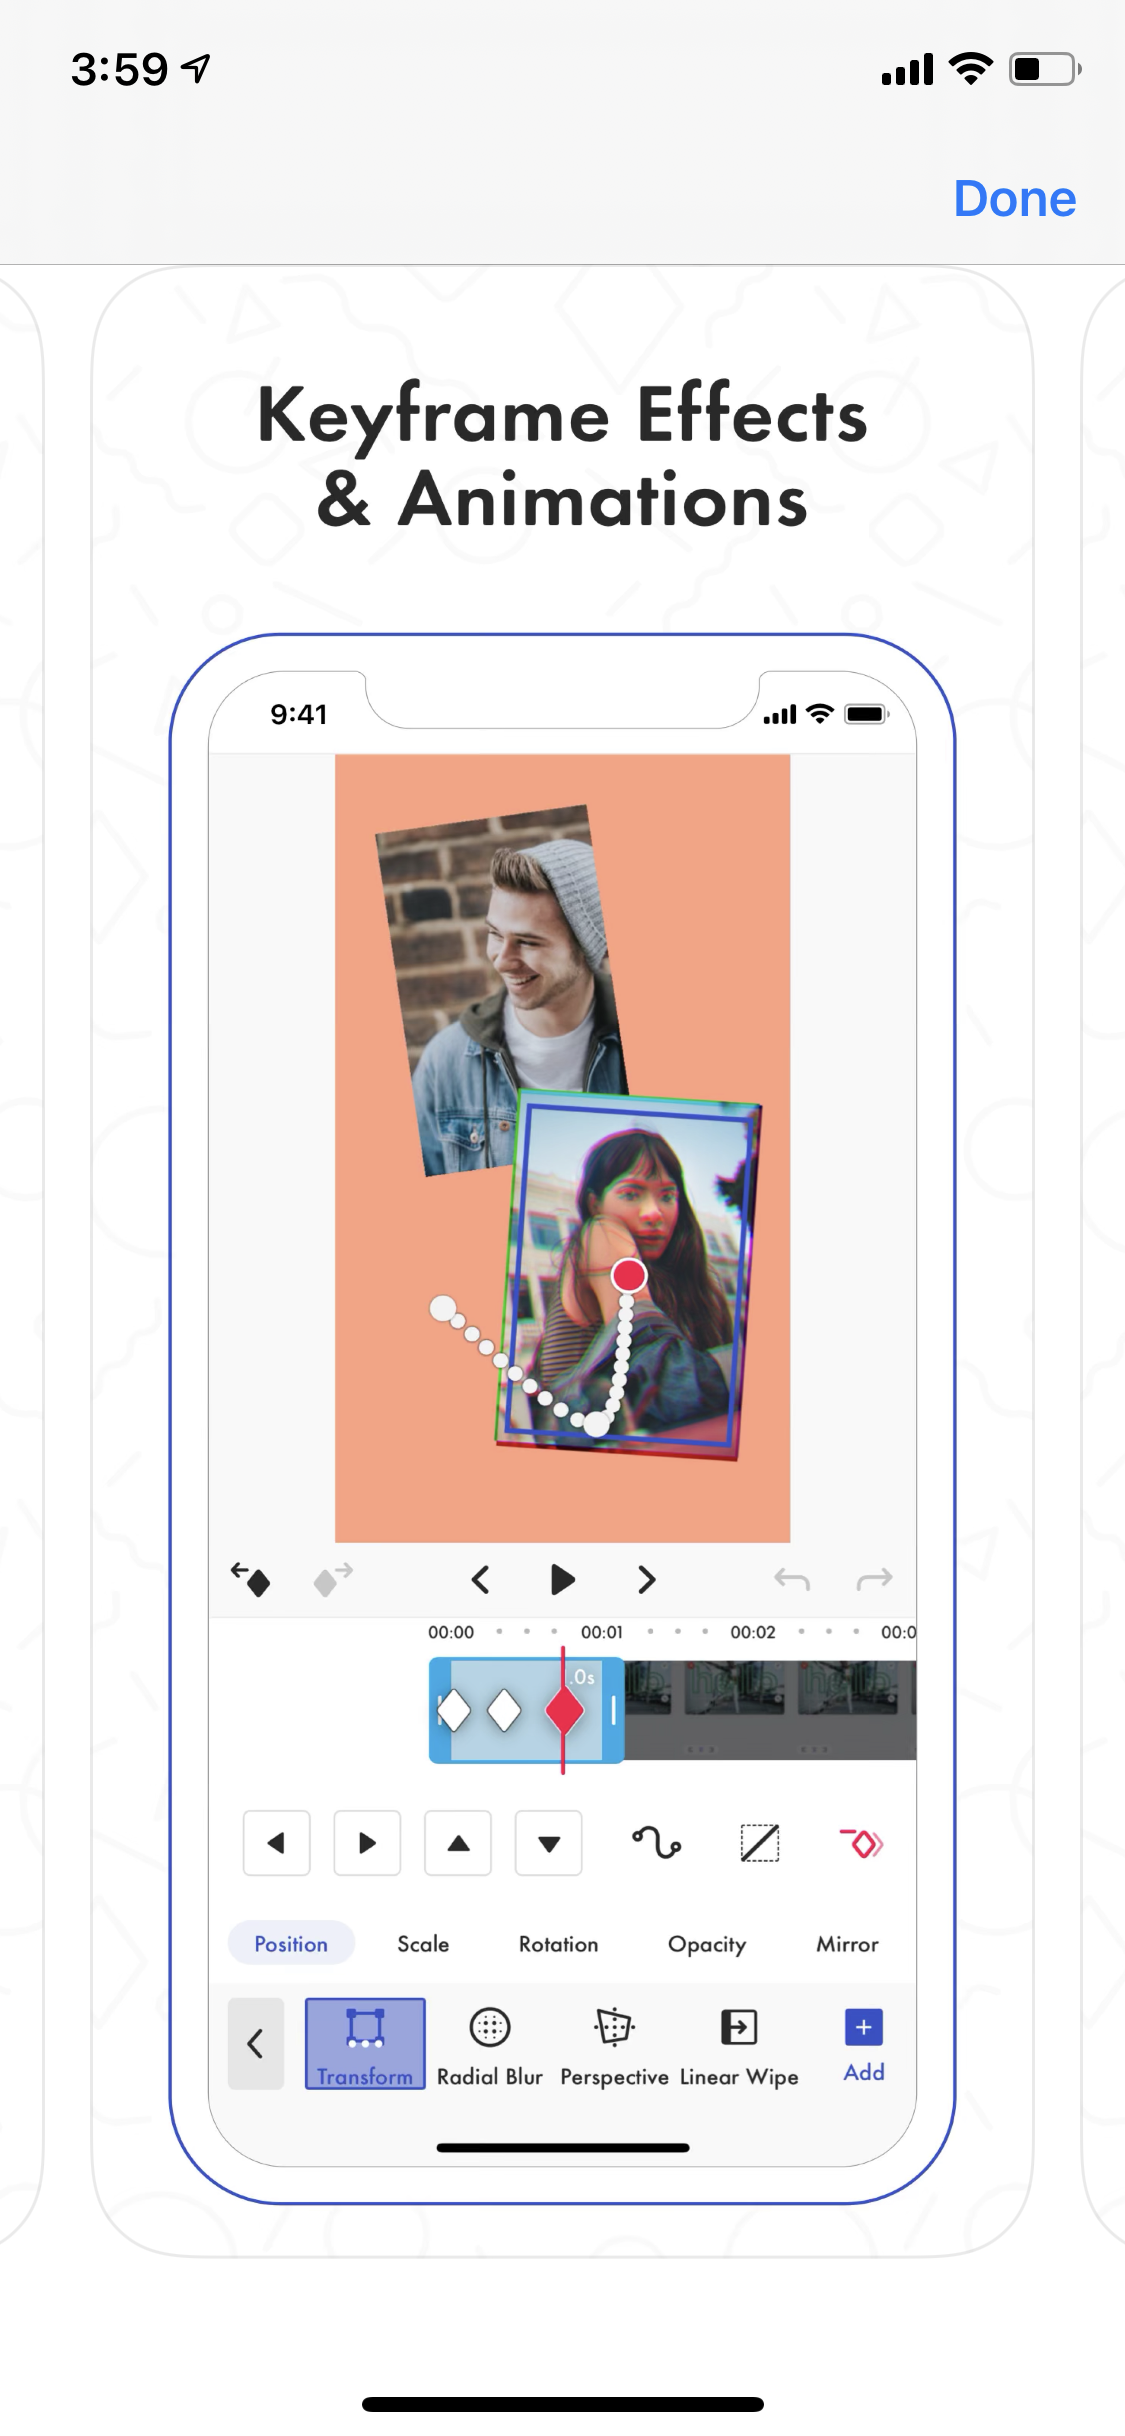 3:59
Done
Keyframe Effects
& Animations
9:41
00:00
00:01
00:02
00:0
.0s
Position
Scale
Rotation
Opacity
Mirror
Transform
Radial Blur
Perspective
Linear Wipe
Add